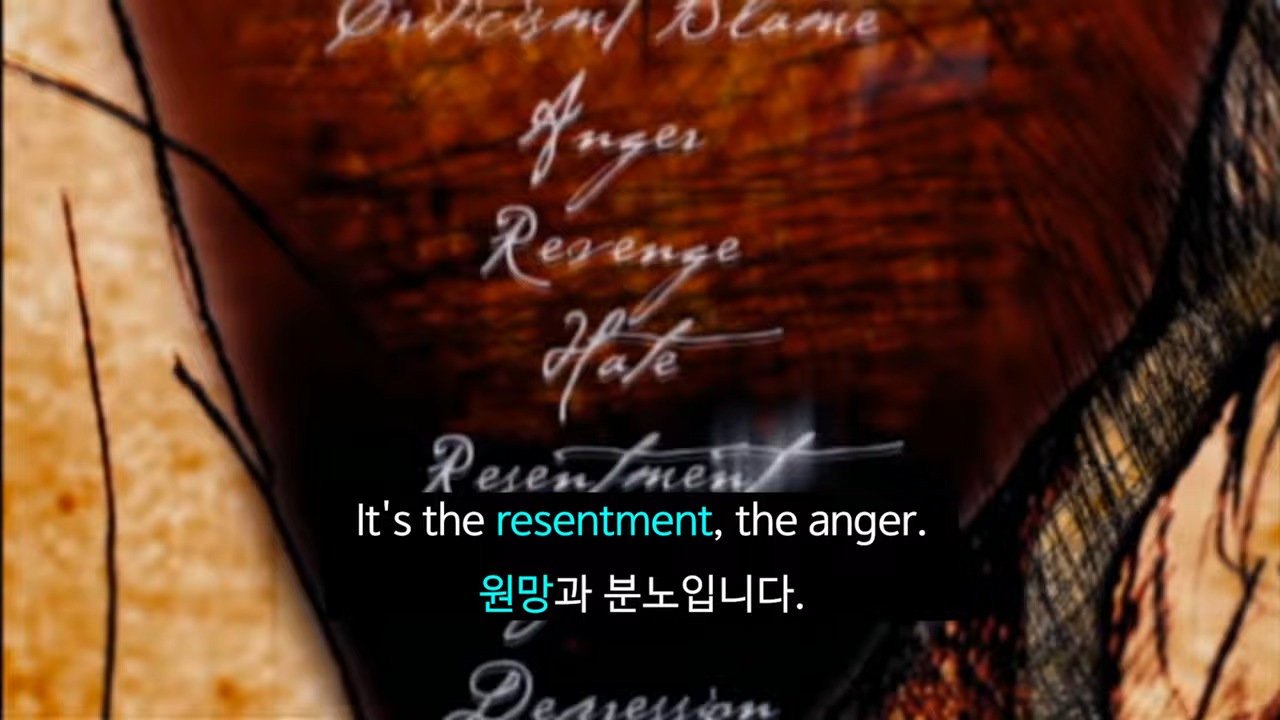 Criticism/Blame
Anger
Revenge
Hate
Resentment
It's the resentment, the anger.
원망과 분노입니다.
Depression